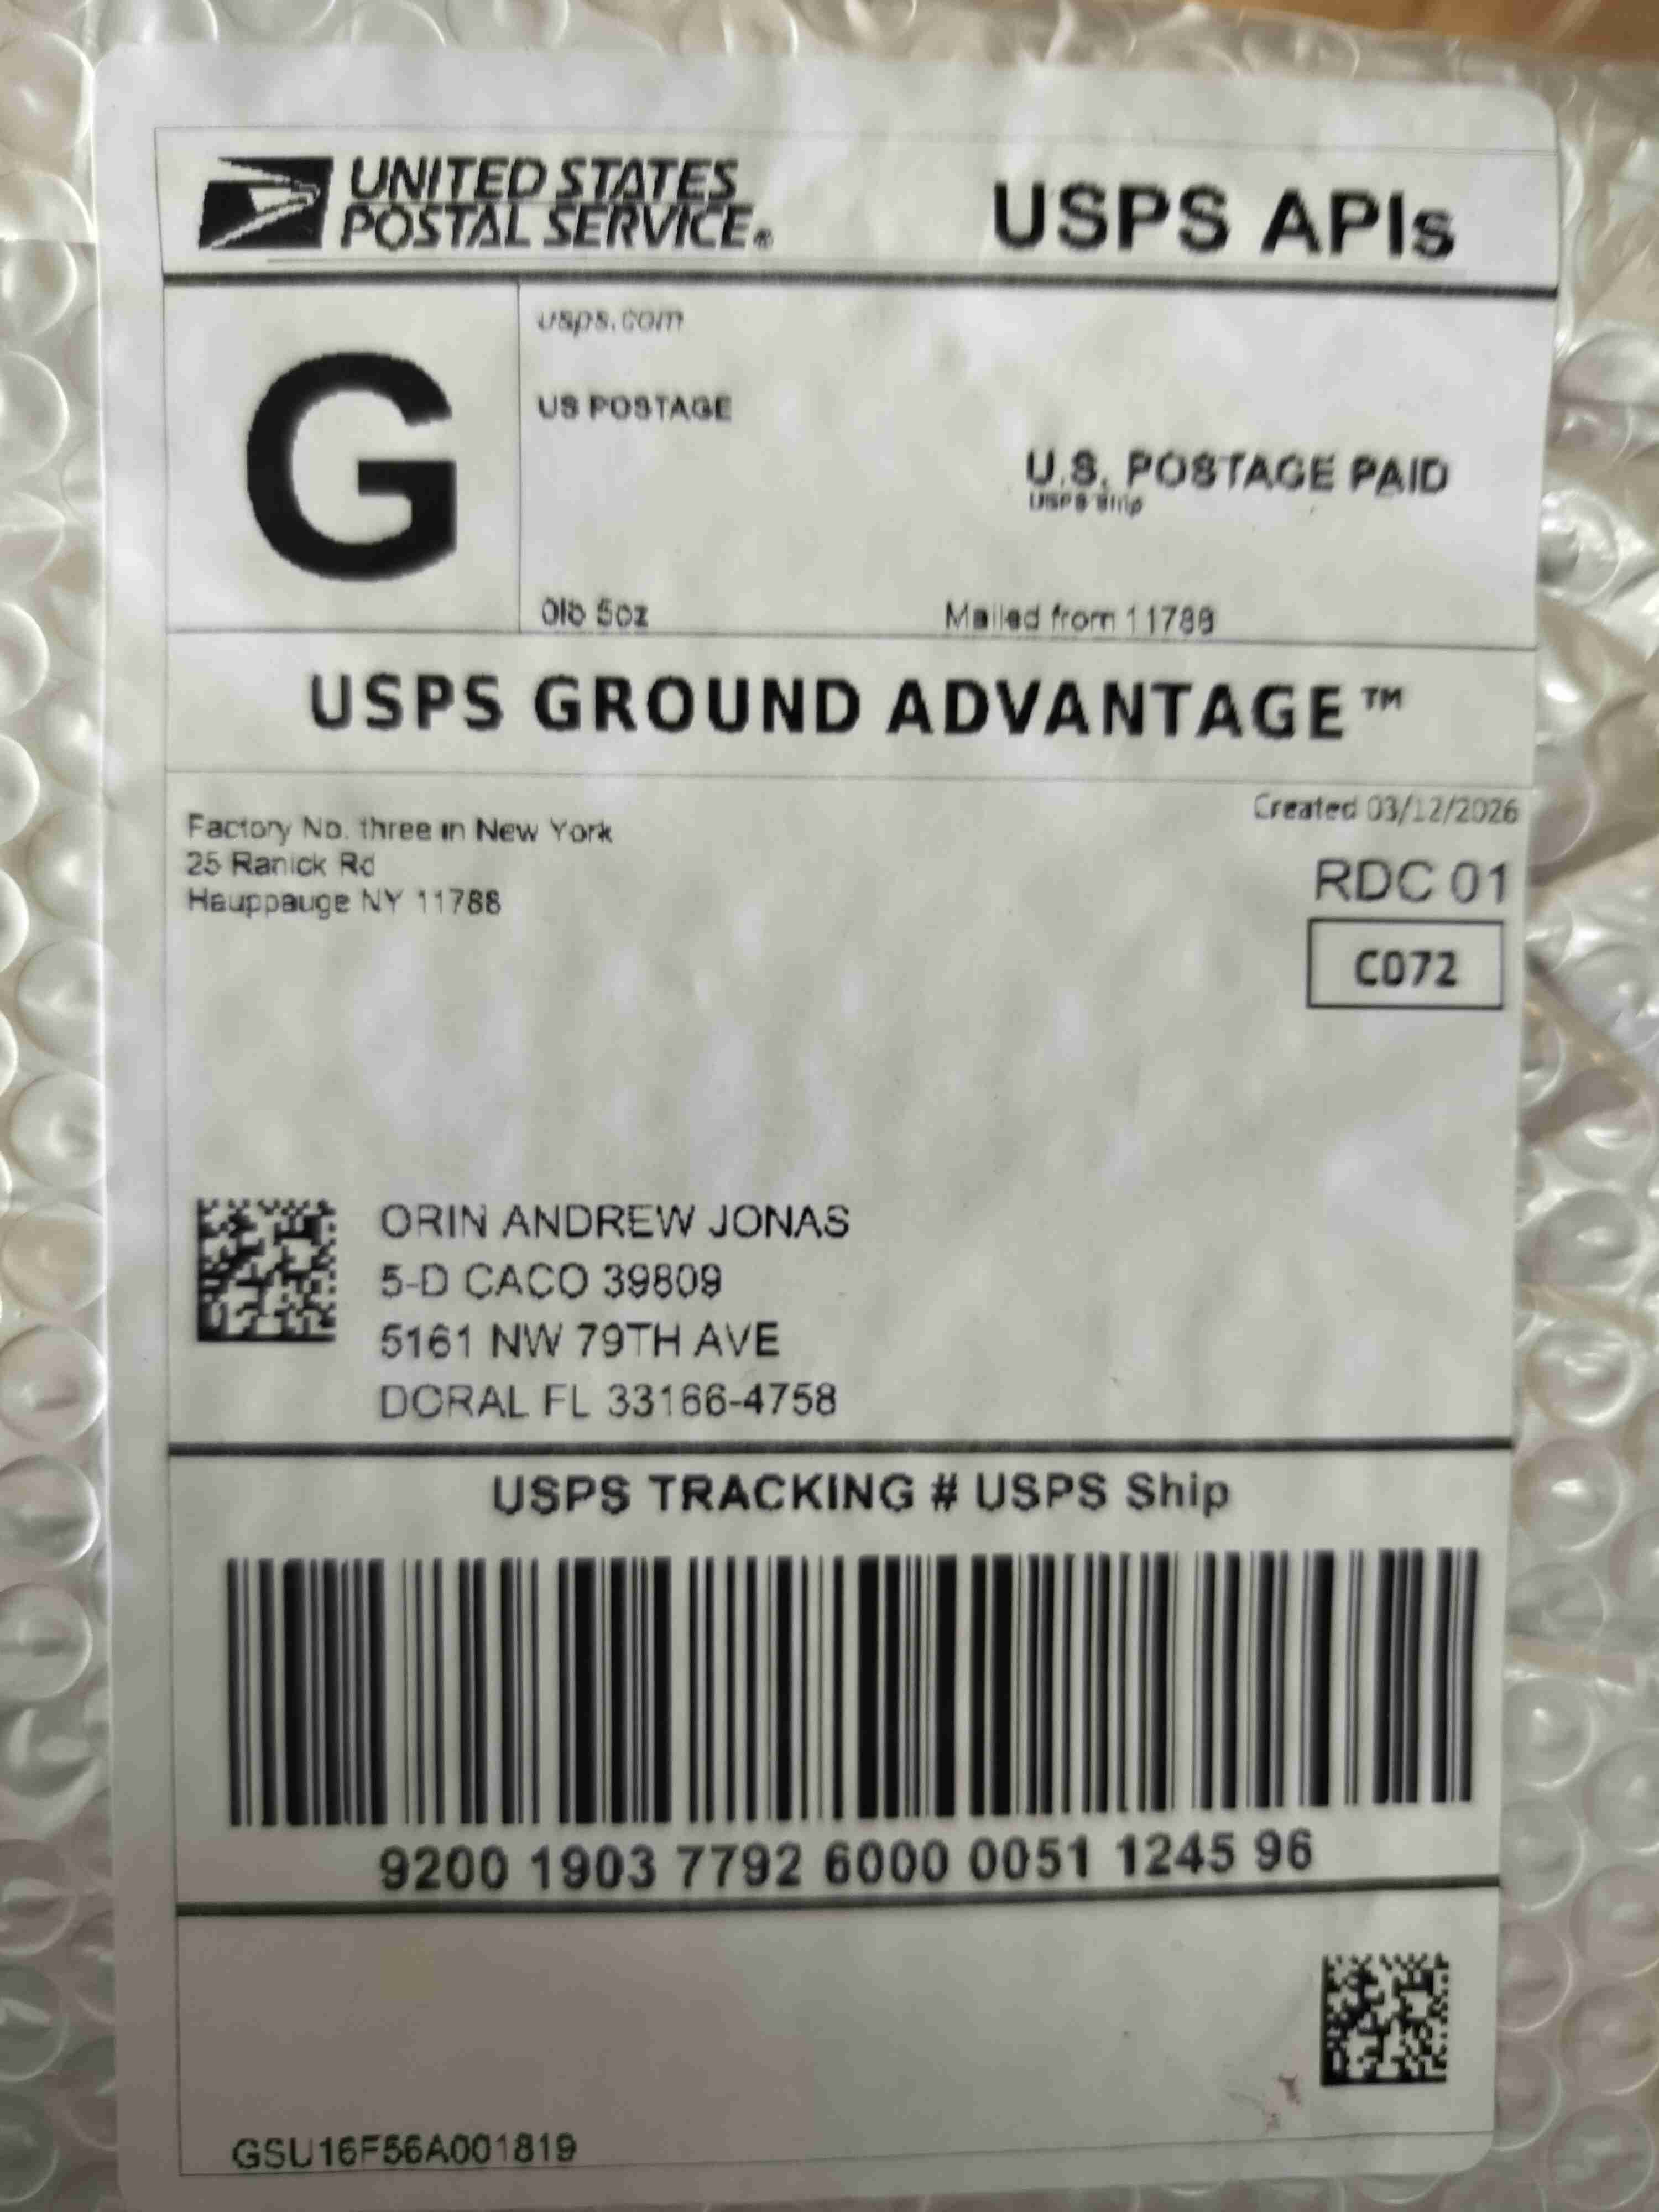 UNITED STATES
POSTAL SERVICE®
USPS APIs
G
usps.com
US POSTAGE
U.S. POSTAGE PAID
USPS Ship
0lb 5oz
Mailed from 11788
USPS GROUND ADVANTAGE™
Created 03/12/2026
Factory No. three in New York
25 Ranick Rd
Hauppauge NY 11788
RDC 01
C072
ORIN ANDREW JONAS
5-D CACO 39809
5161 NW 79TH AVE
DORAL FL 33166-4758
USPS TRACKING # USPS Ship
9200 1903 7792 6000 0051 1245 96
GSU16F56A001819